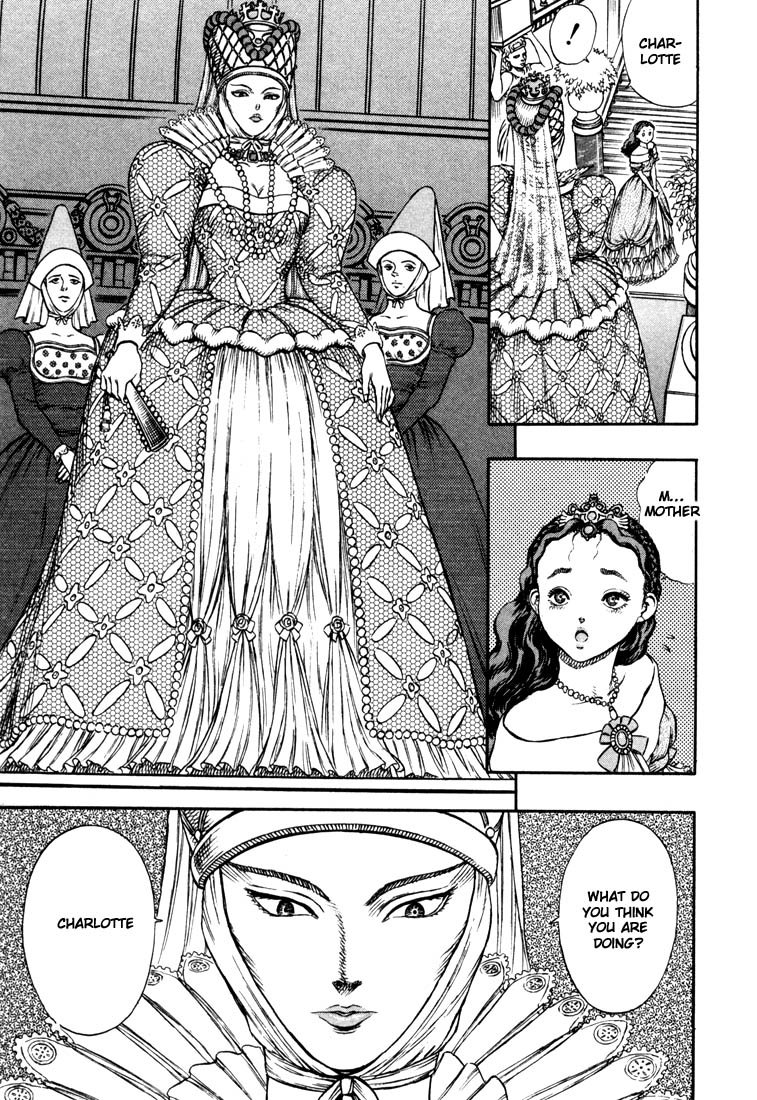 !
CHAR-
LOTTE
M...
MOTHER
WHAT DO
YOU THINK
YOU ARE
DOING?
CHARLOTTE